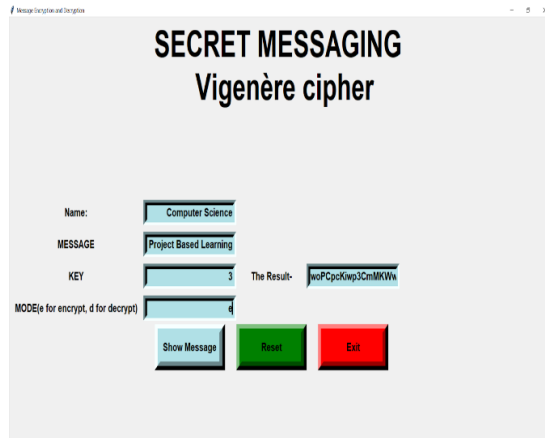 Message Encryption and Decryption
SECRET MESSAGING
Vigenère cipher
Name: Computer Science
MESSAGE Project Based Learning
KEY 3 The Result- woPCpcKiwp3CmMKWw
MODE(e for encrypt, d for decrypt) e
Show Message Reset Exit